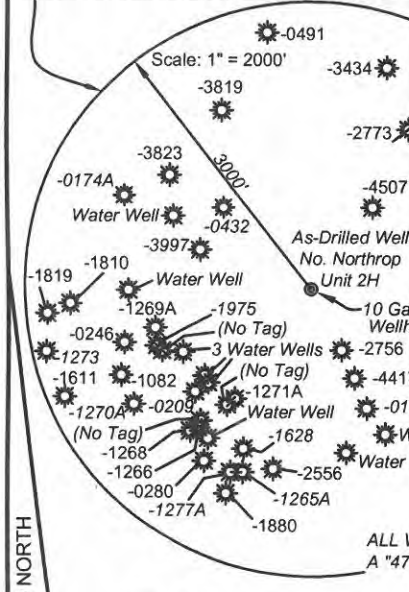 -0491
Scale: 1" = 2000'
-3434
-3819
-2773
-3823
3000'
-0174A
-4507
Water Well
-0432
As-Drilled Well
-3997
No. Northrop
Unit 2H
-1819
-1810
Water Well
10 Ga
Wellh
-1269A
-1975
(No Tag)
-0246
3 Water Wells
-2756
-1273
(No Tag)
-1611
-1082
-1271A
-4417
-1270A
-0209
(No Tag)
Water Well
-01
-1268
-1628
W
-1266
Water
-0280
-2556
-1277A
-1265A
-1880
ALL W
A "47
NORTH